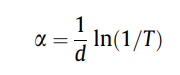 α = 1/d ln(1/T)